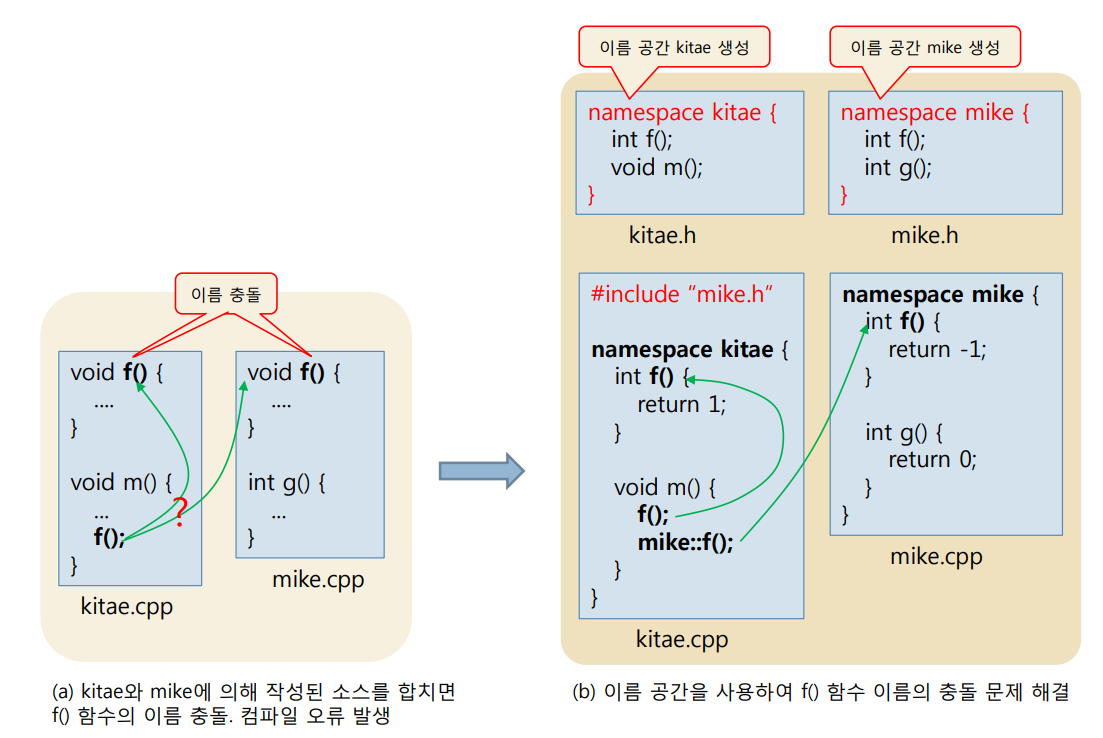 이름 충돌
void f() {
....
}
void m() {
...
f();
}
kitae.cpp
void f() {
....
}
int g() {
...
}
mike.cpp
?
(a) kitae와 mike에 의해 작성된 소스를 합치면
f() 함수의 이름 충돌. 컴파일 오류 발생
이름 공간 kitae 생성
namespace kitae {
int f();
void m();
}
kitae.h
이름 공간 mike 생성
namespace mike {
int f();
int g();
}
mike.h
#include “mike.h”
namespace kitae {
int f() {
return 1;
}
void m() {
f();
mike::f();
}
}
kitae.cpp
namespace mike {
int f() {
return -1;
}
int g() {
return 0;
}
}
mike.cpp
(b) 이름 공간을 사용하여 f() 함수 이름의 충돌 문제 해결